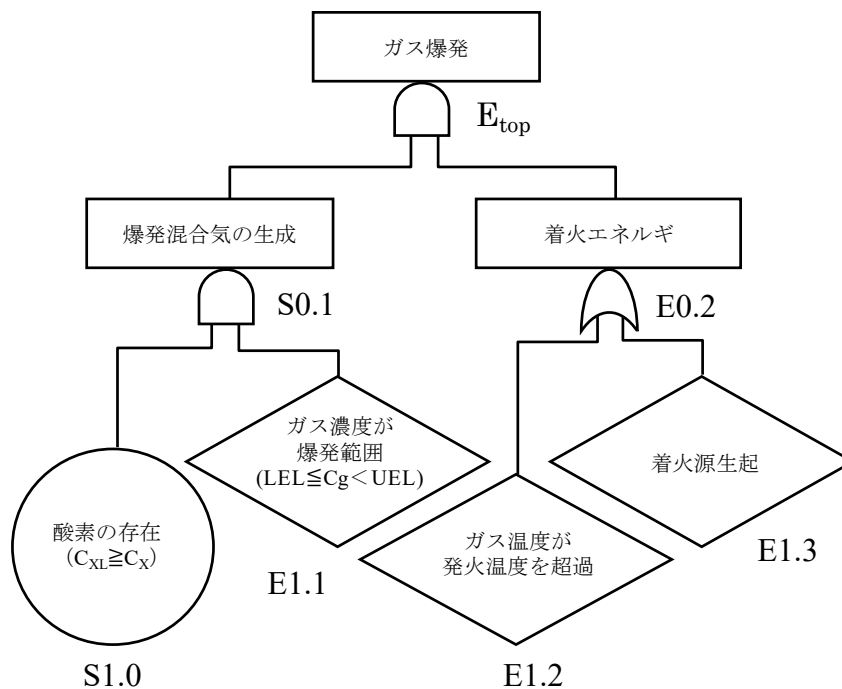 ガス爆発
E_top
爆発混合気の生成
着火エネルギ
S0.1
E0.2
ガス濃度が
爆発範囲
(LEL≦Cg＜UEL)
着火源生起
酸素の存在
（C_XL≧C_X）
ガス温度が
発火温度を超過
E1.1
E1.3
S1.0
E1.2